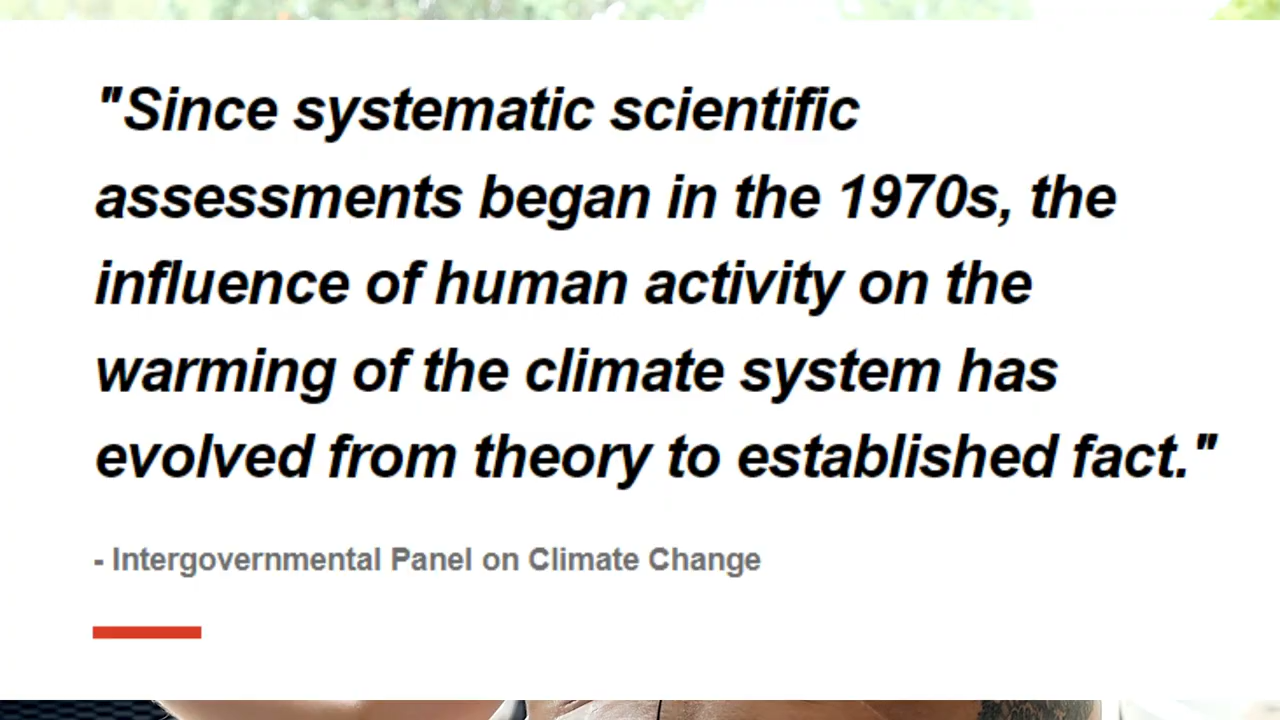 "Since systematic scientific
assessments began in the 1970s, the
influence of human activity on the
warming of the climate system has
evolved from theory to established fact."
- Intergovernmental Panel on Climate Change